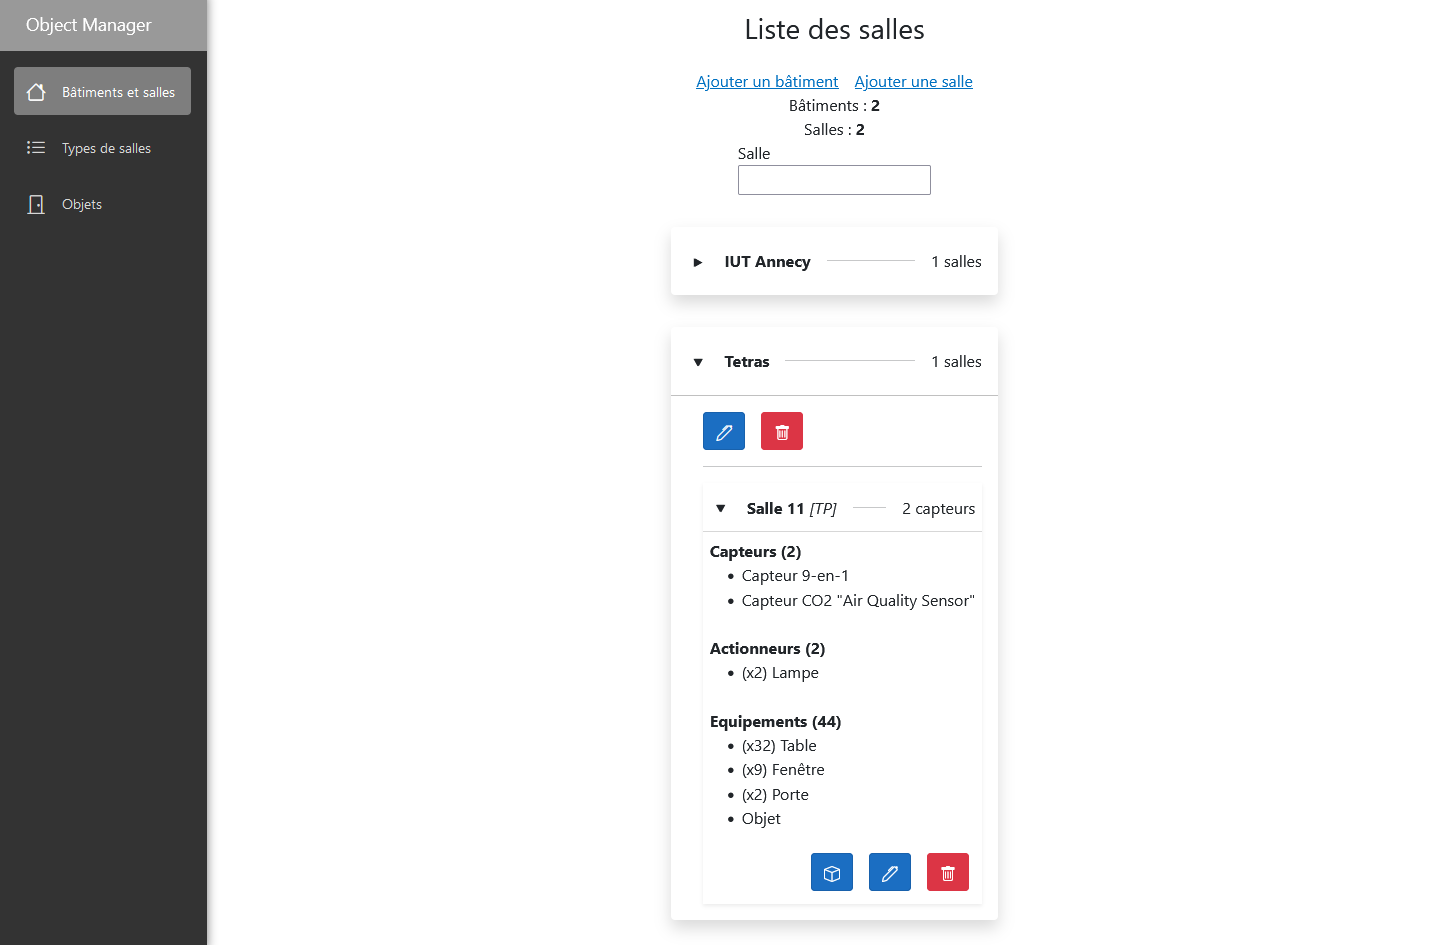 Object Manager
Bâtiments et salles
Types de salles
Objets
Liste des salles
Ajouter un bâtiment Ajouter une salle
Bâtiments : 2
Salles : 2
Salle
IUT Annecy 1 salles
Tetras 1 salles
Salle 11 [TP] 2 capteurs
Capteurs (2)
Capteur 9-en-1
Capteur CO2 "Air Quality Sensor"
Actionneurs (2)
(x2) Lampe
Equipements (44)
(x32) Table
(x9) Fenêtre
(x2) Porte
Objet